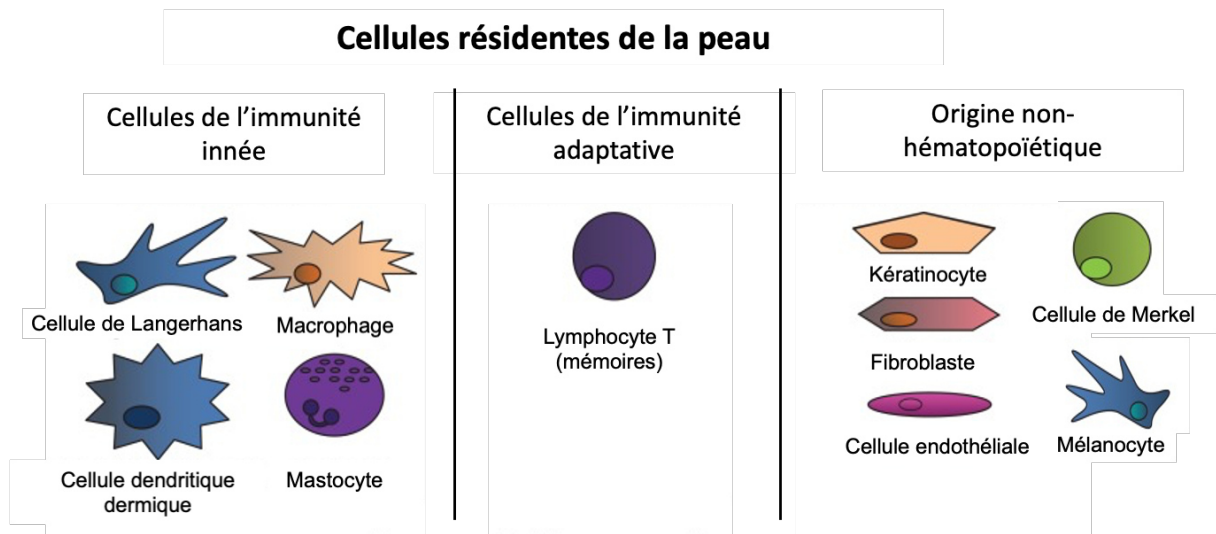 Cellules résidentes de la peau
Cellules de l’immunité
innée
Cellules de l’immunité
adaptative
Origine non-
hématopoïétique
Cellule de Langerhans
Macrophage
Cellule dendritique
dermique
Mastocyte
Lymphocyte T
(mémoires)
Kératinocyte
Cellule de Merkel
Fibroblaste
Cellule endothéliale
Mélanocyte